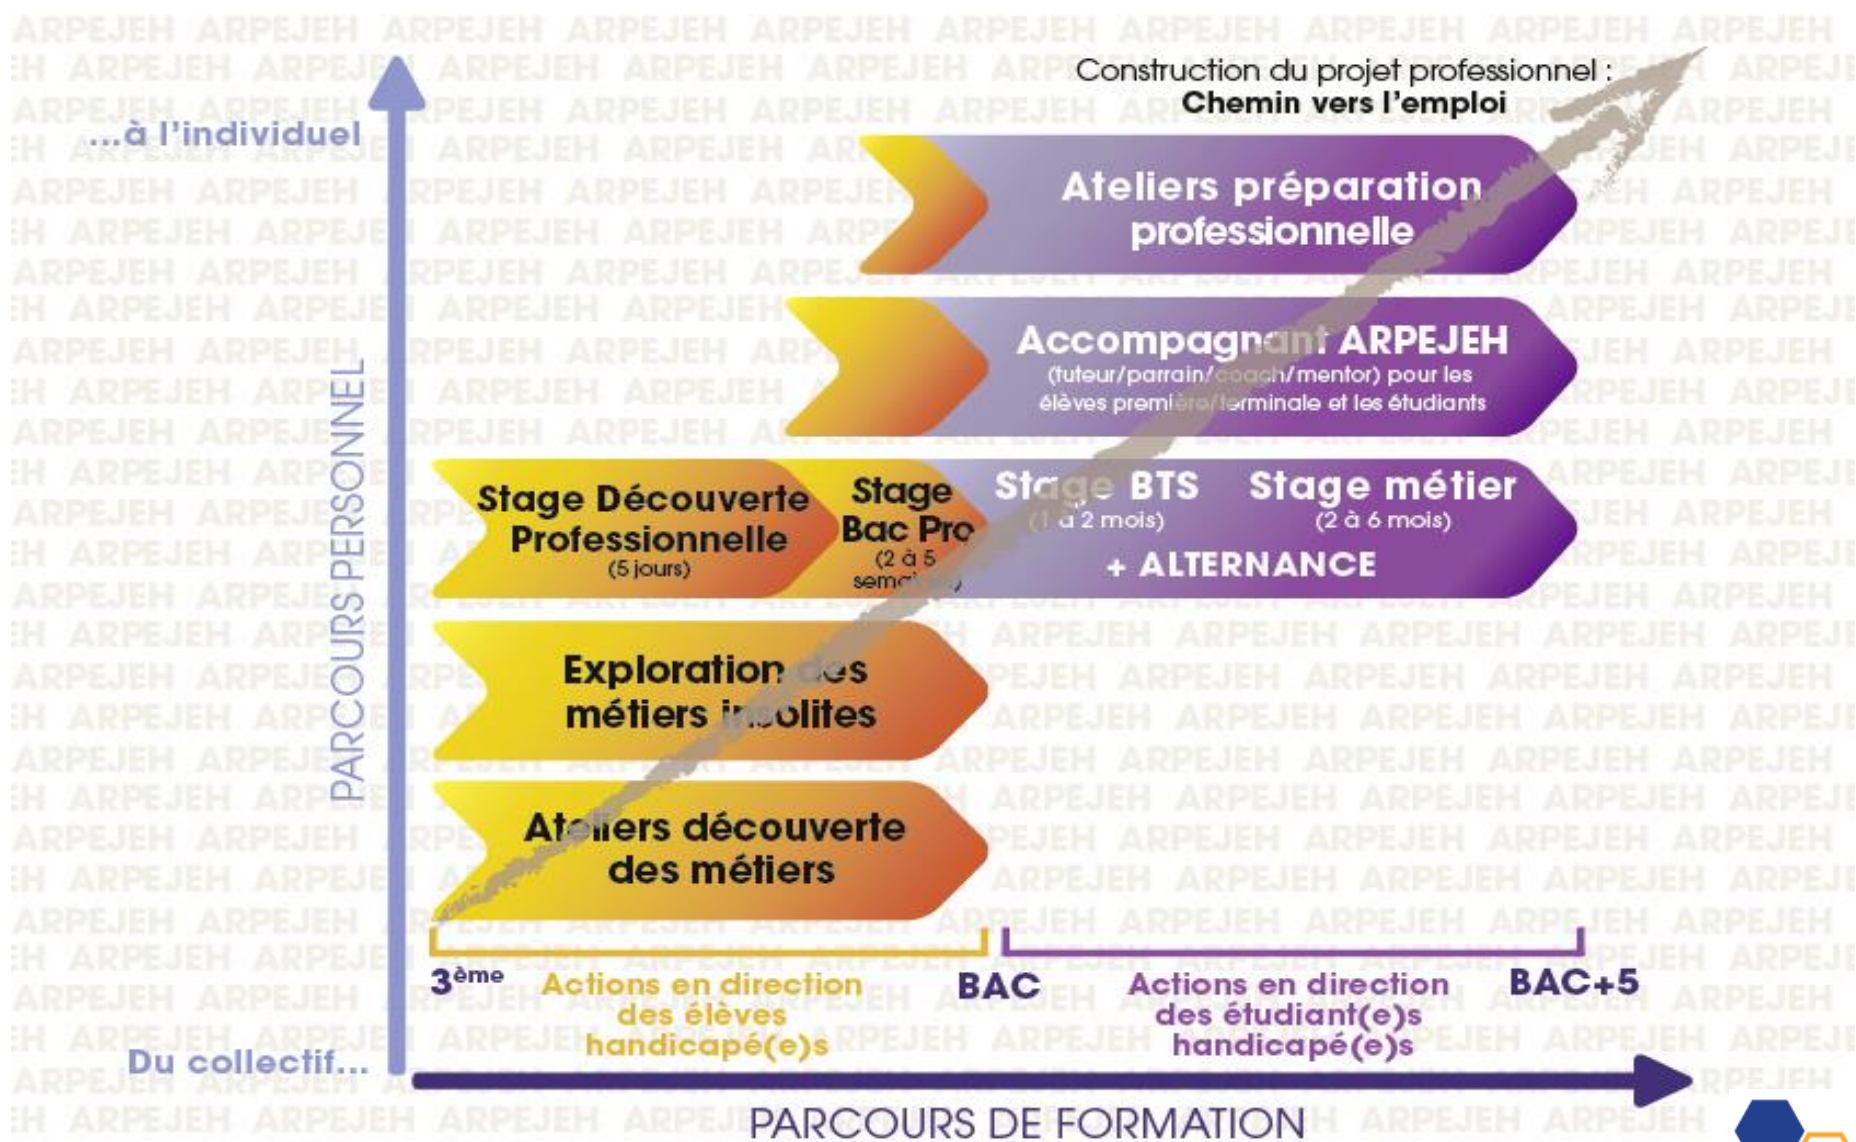 Construction du projet professionnel :
Chemin vers l'emploi
...à l'individuel
Ateliers préparation
professionnelle
Accompagnant ARPEJEH
(tuteur/parrain/coach/mentor) pour les
élèves première/terminale et les étudiants
PARCOURS PERSONNEL
Stage Découverte
Professionnelle
(5 jours)
Stage
Bac Pro
(2 à 5
semaines)
Stage BTS
(1 à 2 mois)
Stage métier
(2 à 6 mois)
+ ALTERNANCE
Exploration des
métiers insolites
Ateliers découverte
des métiers
3ème
Actions en direction
des élèves
handicapé(e)s
BAC
Actions en direction
des étudiant(e)s
handicapé(e)s
BAC+5
Du collectif...
PARCOURS DE FORMATION
ARPEJEH